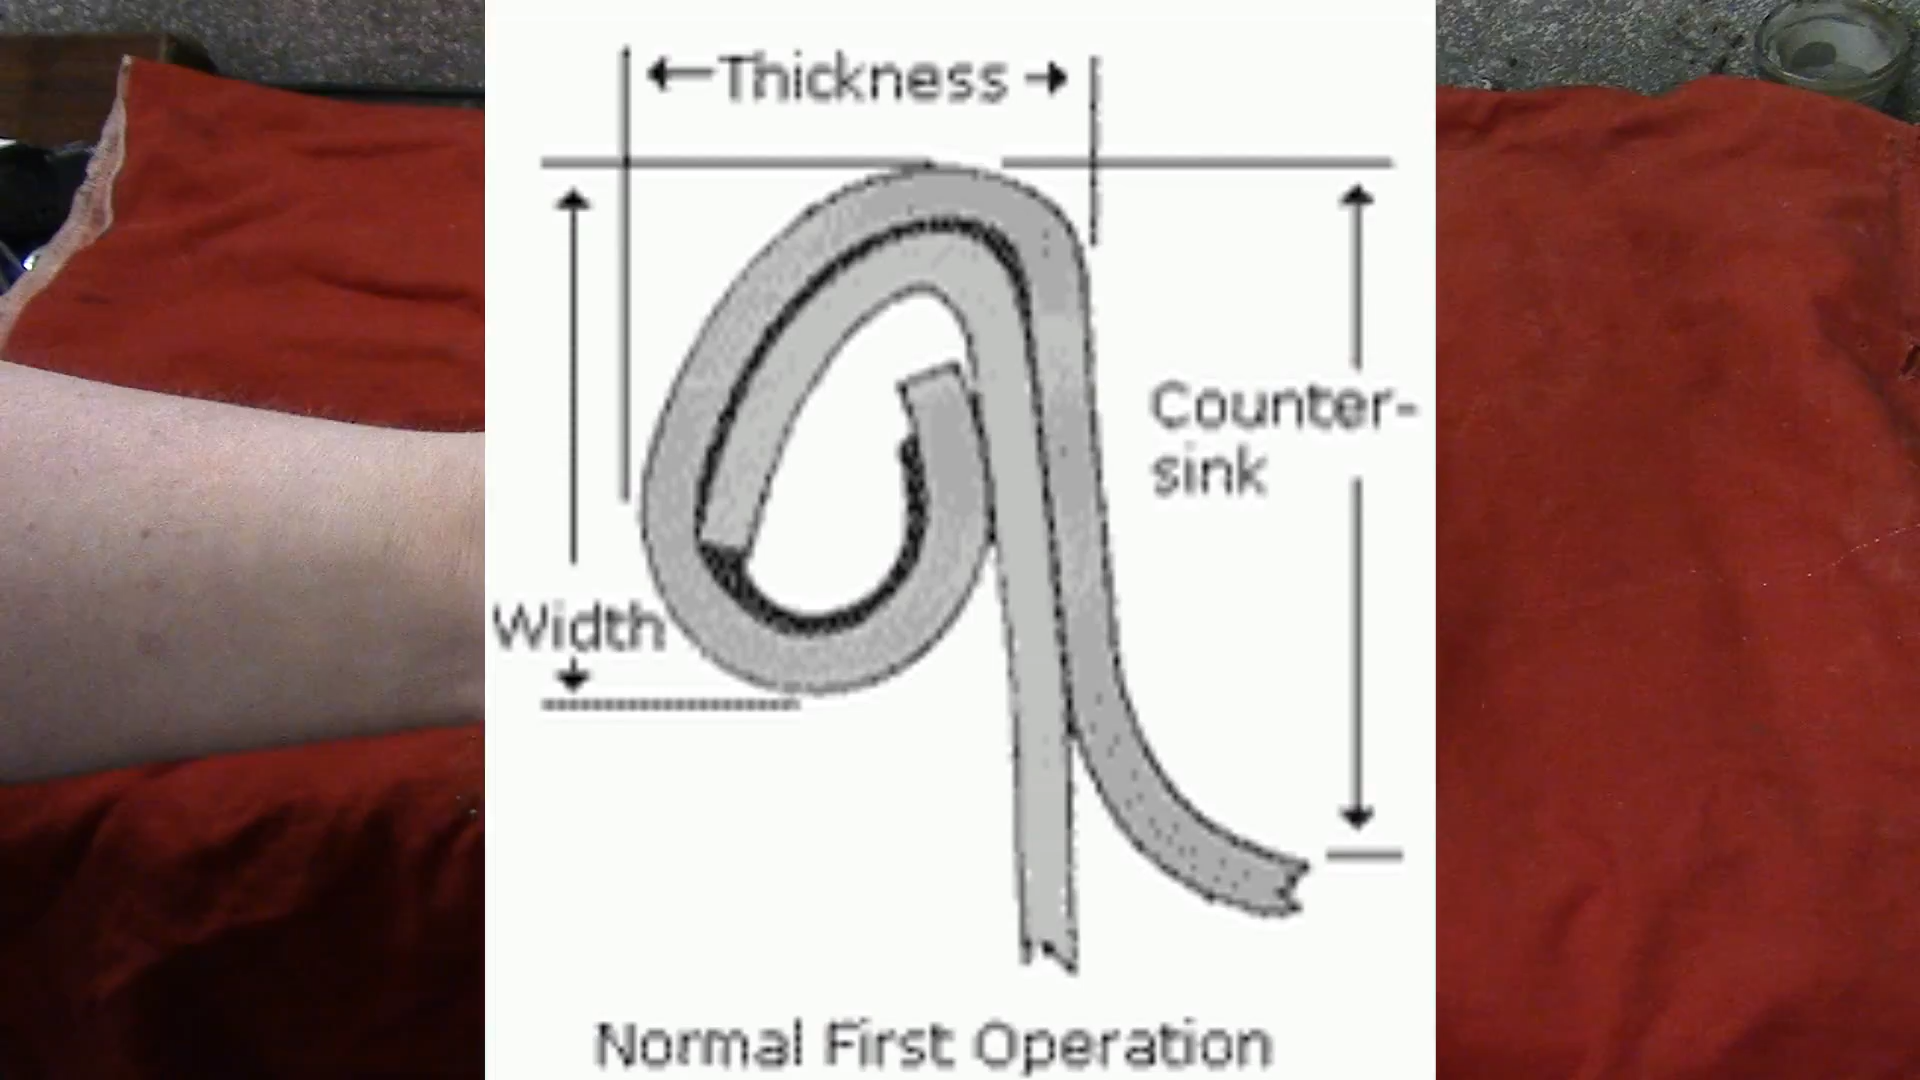 Thickness
Counter-
sink
Width
Normal First Operation